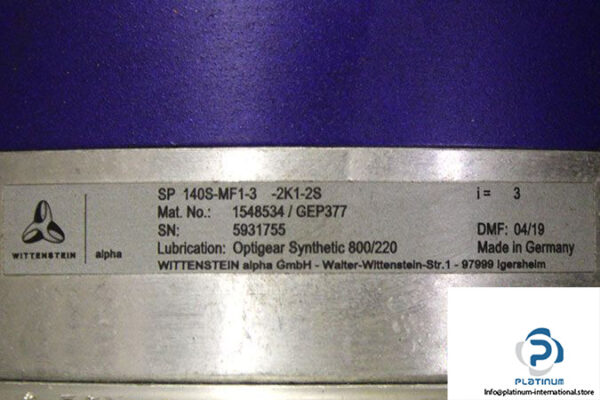 SP 140S-MF1-3 -2K1-2S i = 3
Mat. No.: 1548534 / GEP377
SN: 5931755 DMF: 04/19
Lubrication: Optigear Synthetic 800/220 Made in Germany
WITTENSTEIN alpha GmbH - Walter-Wittenstein-Str.1 - 97999 Igersheim
WITTENSTEIN alpha
PLATINUM
Info@platinum-international.store